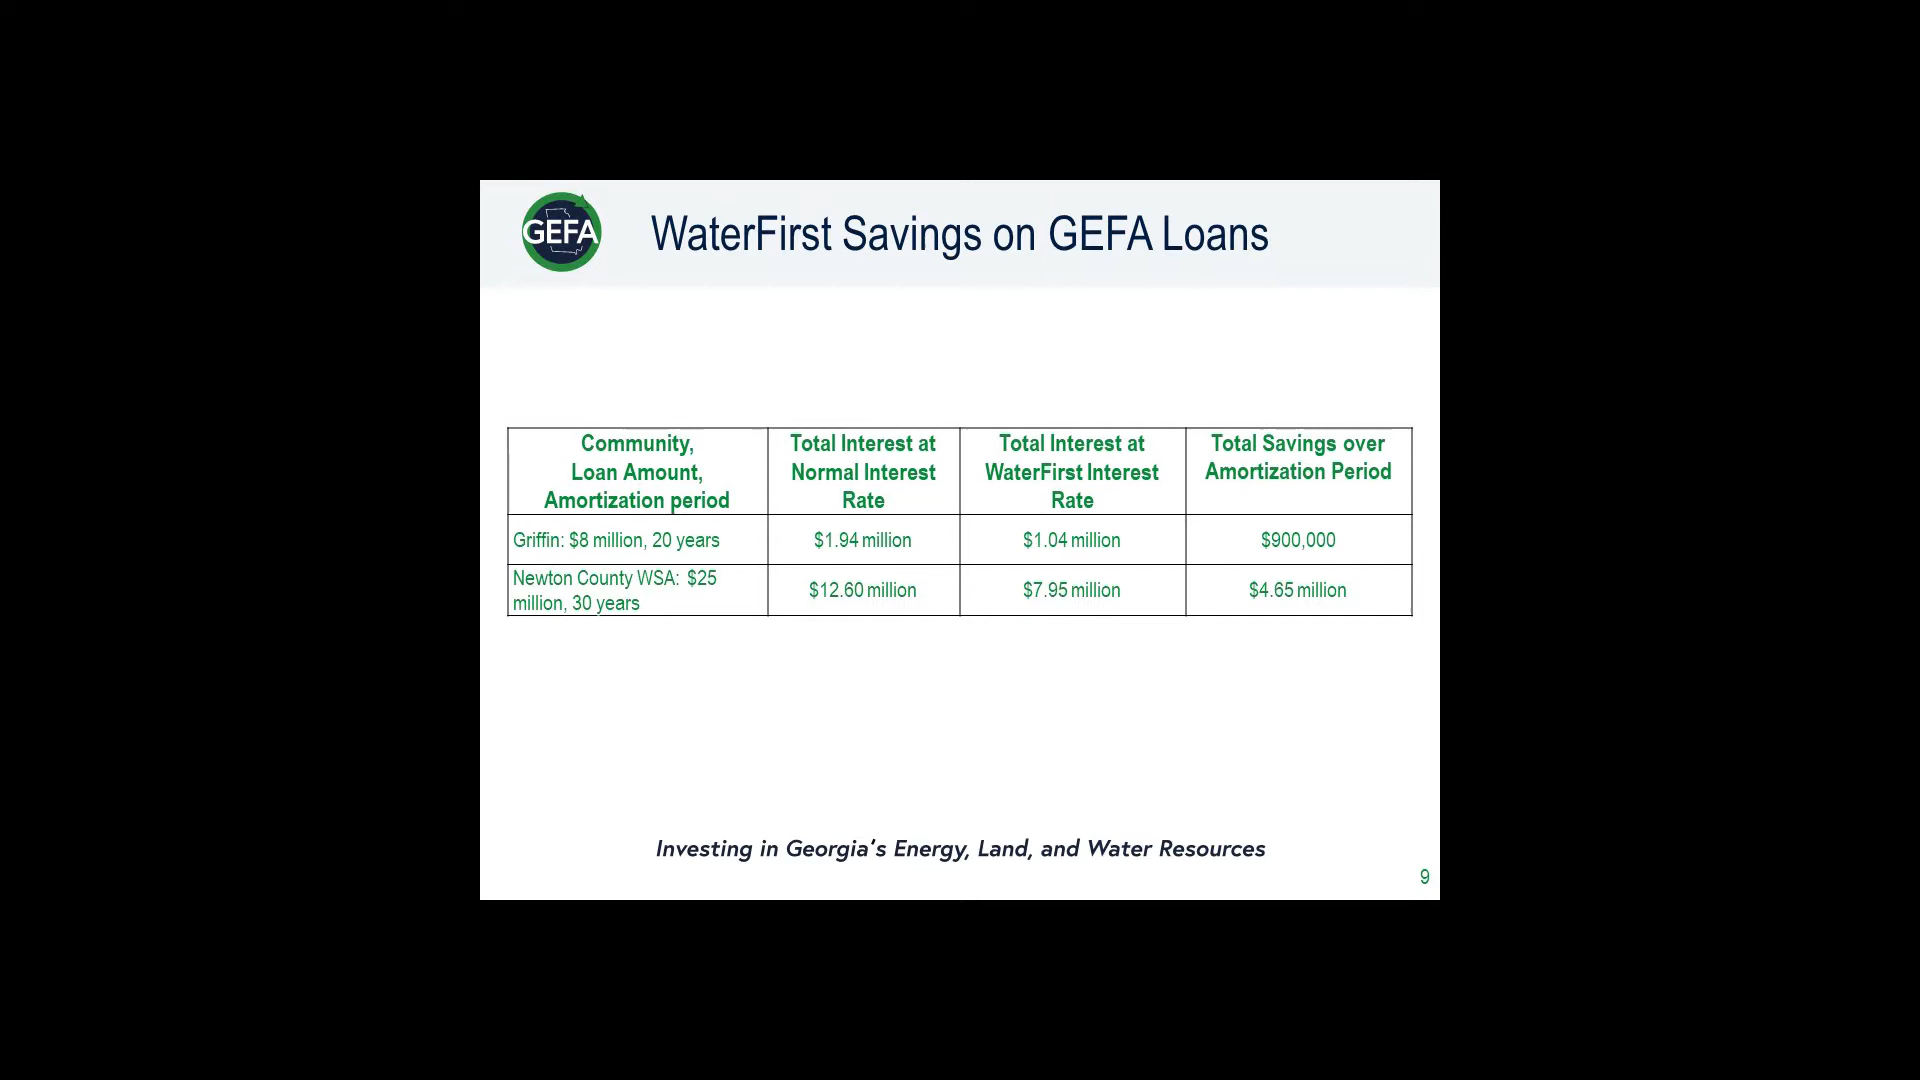 GEFA
WaterFirst Savings on GEFA Loans
Community,
Loan Amount,
Amortization period
Total Interest at
Normal Interest
Rate
Total Interest at
WaterFirst Interest
Rate
Total Savings over
Amortization Period
Griffin: $8 million, 20 years
$1.94 million
$1.04 million
$900,000
Newton County WSA: $25
million, 30 years
$12.60 million
$7.95 million
$4.65 million
Investing in Georgia's Energy, Land, and Water Resources
9